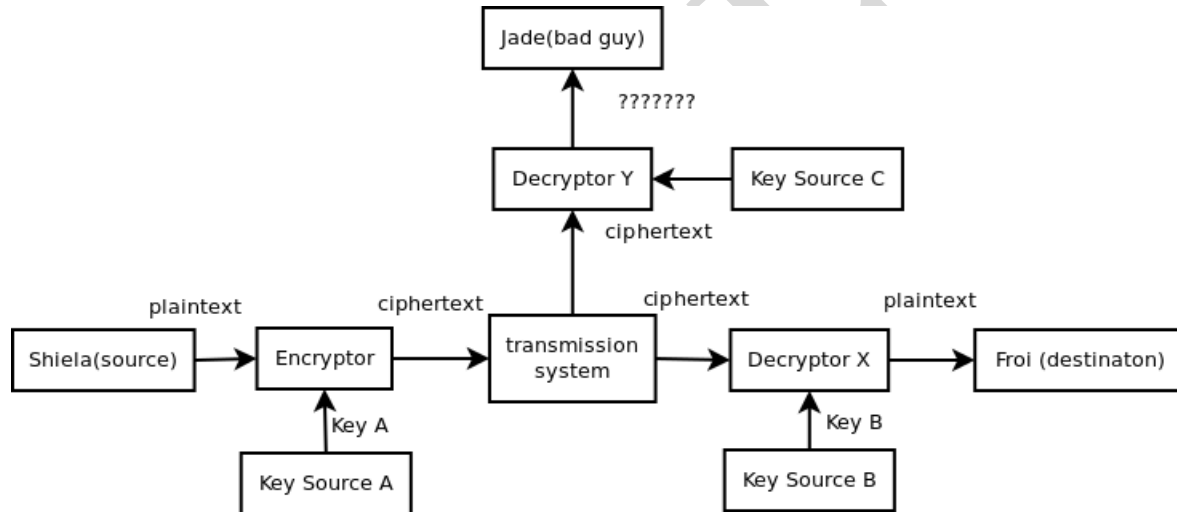 Jade(bad guy)
???????
Decryptor Y
Key Source C
ciphertext
plaintext
ciphertext
ciphertext
plaintext
Shiela(source)
Encryptor
transmission
system
Decryptor X
Froi (destinaton)
Key A
Key B
Key Source A
Key Source B